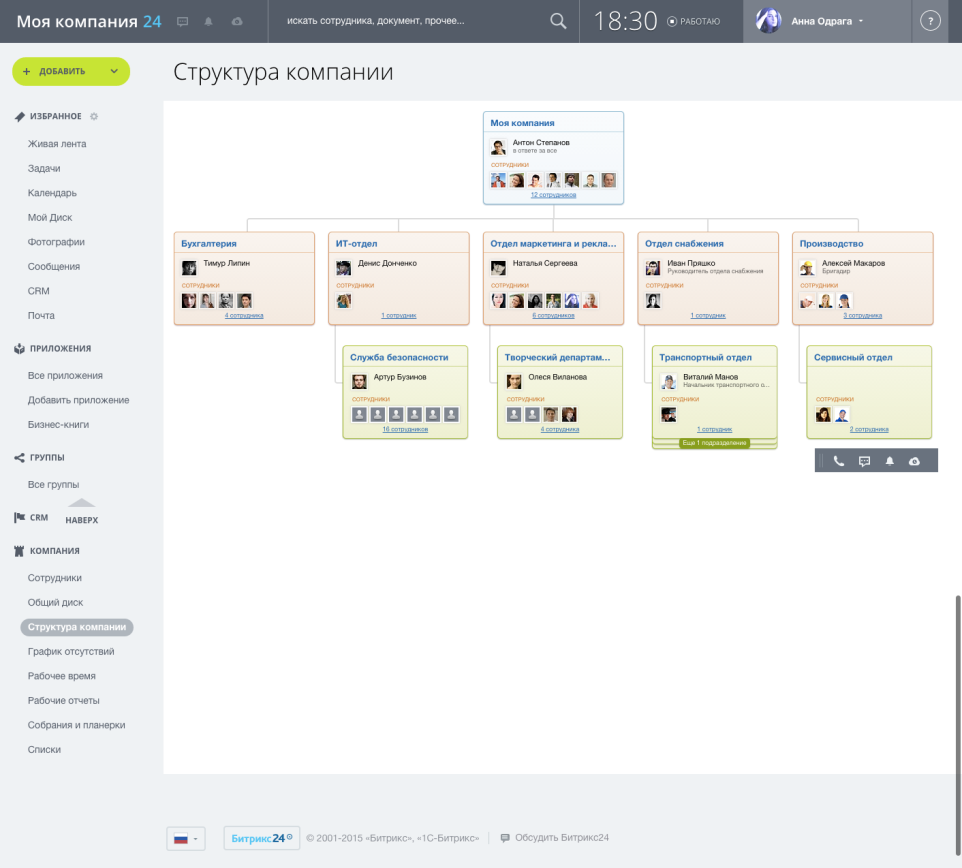 Моя компания 24
искать сотрудника, документ, прочее...
18:30
РАБОТАЮ
Анна Одрага
?
+ ДОБАВИТЬ
Структура компании
ИЗБРАННОЕ
Живая лента
Задачи
Календарь
Мой Диск
Фотографии
Сообщения
CRM
Почта
ПРИЛОЖЕНИЯ
Все приложения
Добавить приложение
Бизнес-книги
ГРУППЫ
Все группы
CRM
НАВЕРХ
КОМПАНИЯ
Сотрудники
Общий диск
Структура компании
График отсутствий
Рабочее время
Рабочие отчеты
Собрания и планерки
Списки
Моя компания
Антон Степанов
в ответе за все
СОТРУДНИКИ
12 сотрудников
Бухгалтерия
Тимур Липин
СОТРУДНИКИ
4 сотрудника
ИТ-отдел
Денис Донченко
СОТРУДНИКИ
1 сотрудник
Отдел маркетинга и рекла...
Наталья Сергеева
СОТРУДНИКИ
6 сотрудников
Отдел снабжения
Иван Пряшко
Руководитель отдела снабжения
СОТРУДНИКИ
1 сотрудник
Производство
Алексей Макаров
Бригадир
СОТРУДНИКИ
3 сотрудника
Служба безопасности
Артур Бузинов
СОТРУДНИКИ
16 сотрудников
Творческий департам...
Олеся Виланова
СОТРУДНИКИ
4 сотрудника
Транспортный отдел
Виталий Манов
Начальник транспортного о...
СОТРУДНИКИ
1 сотрудник
Еще 1 подразделение
Сервисный отдел
СОТРУДНИКИ
2 сотрудника
Битрикс24
© 2001-2015 «Битрикс», «1С-Битрикс»
Обсудить Битрикс24